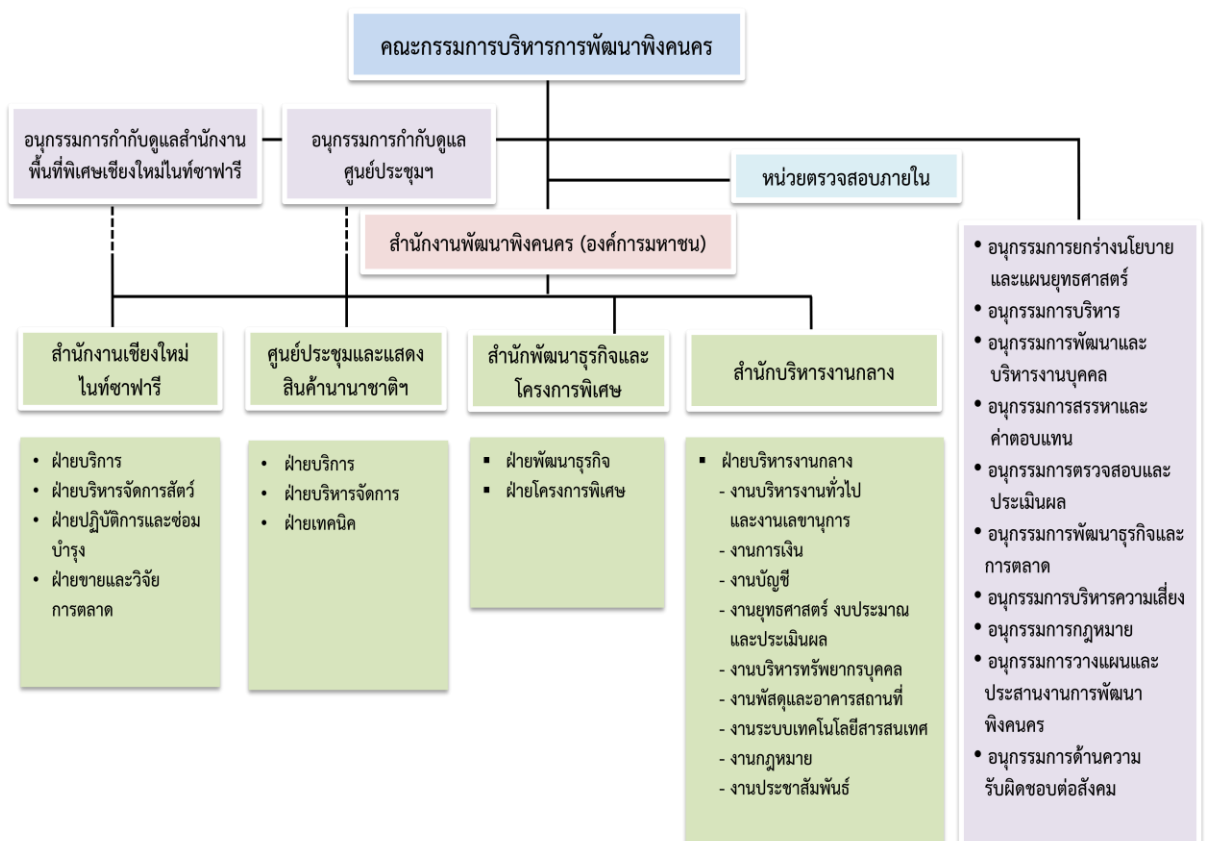 คณะกรรมการบริหารการพัฒนาพิงคนคร
อนุกรรมการกำกับดูแลสำนักงาน
พื้นที่พิเศษเชียงใหม่ไนท์ซาฟารี
อนุกรรมการกำกับดูแล
ศูนย์ประชุมฯ
หน่วยตรวจสอบภายใน
สำนักงานพัฒนาพิงคนคร (องค์การมหาชน)
สำนักงานเชียงใหม่
ไนท์ซาฟารี
• ฝ่ายบริการ
• ฝ่ายบริหารจัดการสัตว์
• ฝ่ายปฏิบัติการและซ่อม
บำรุง
• ฝ่ายขายและวิจัย
การตลาด
ศูนย์ประชุมและแสดง
สินค้านานาชาติฯ
• ฝ่ายบริการ
• ฝ่ายบริหารจัดการ
• ฝ่ายเทคนิค
สำนักพัฒนาธุรกิจและ
โครงการพิเศษ
▪ ฝ่ายพัฒนาธุรกิจ
▪ ฝ่ายโครงการพิเศษ
สำนักบริหารงานกลาง
▪ ฝ่ายบริหารงานกลาง
- งานบริหารงานทั่วไป
และงานเลขานุการ
- งานการเงิน
- งานบัญชี
- งานยุทธศาสตร์ งบประมาณ
และประเมินผล
- งานบริหารทรัพยากรบุคคล
- งานพัสดุและอาคารสถานที่
- งานระบบเทคโนโลยีสารสนเทศ
- งานกฎหมาย
- งานประชาสัมพันธ์
• อนุกรรมการยกร่างนโยบาย
และแผนยุทธศาสตร์
• อนุกรรมการบริหาร
• อนุกรรมการพัฒนาและ
บริหารงานบุคคล
• อนุกรรมการสรรหาและ
ค่าตอบแทน
• อนุกรรมการตรวจสอบและ
ประเมินผล
• อนุกรรมการพัฒนาธุรกิจและ
การตลาด
• อนุกรรมการบริหารความเสี่ยง
• อนุกรรมการกฎหมาย
• อนุกรรมการวางแผนและ
ประสานงานการพัฒนา
พิงคนคร
• อนุกรรมการด้านความ
รับผิดชอบต่อสังคม